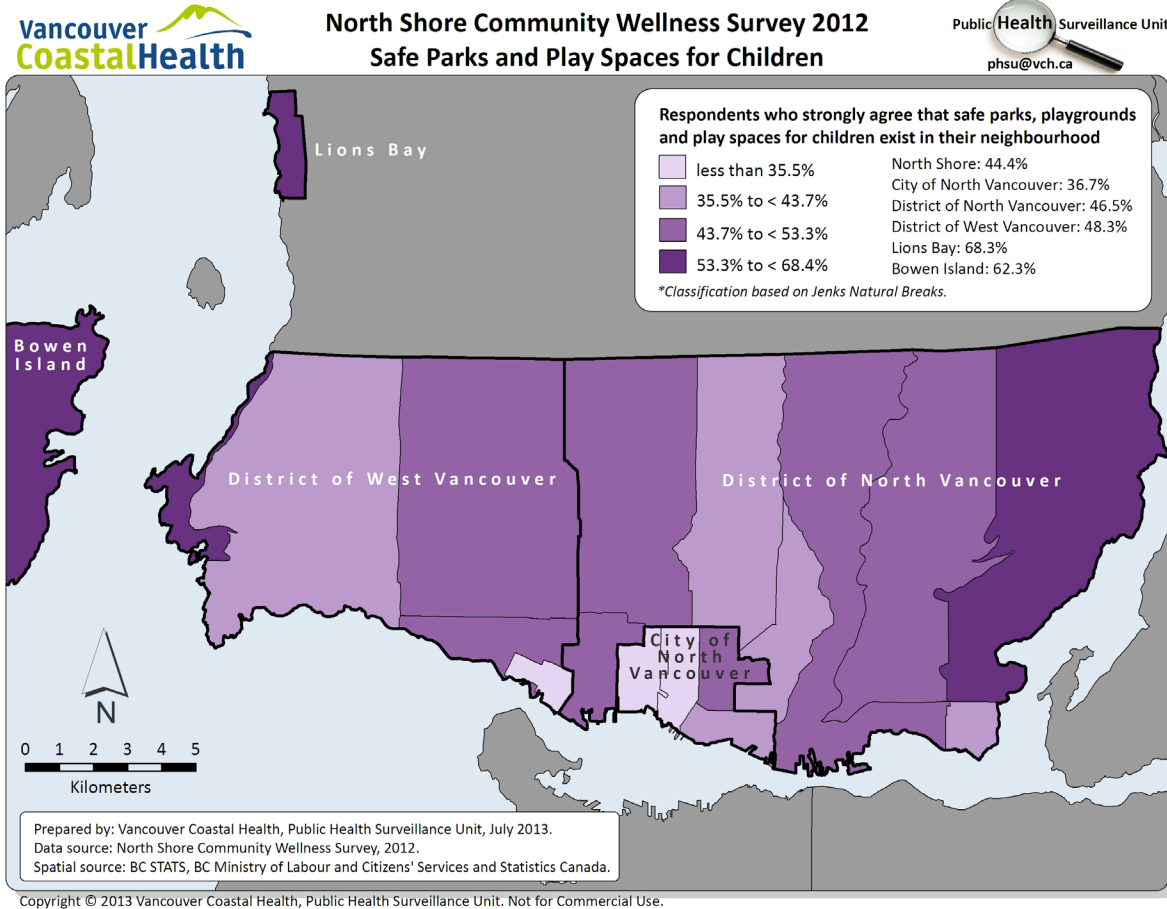 Vancouver
CoastalHealth
North Shore Community Wellness Survey 2012
Safe Parks and Play Spaces for Children
Public Health Surveillance Unit
phsu@vch.ca
Respondents who strongly agree that safe parks, playgrounds
and play spaces for children exist in their neighbourhood
less than 35.5%
35.5% to < 43.7%
43.7% to < 53.3%
53.3% to < 68.4%
North Shore: 44.4%
City of North Vancouver: 36.7%
District of North Vancouver: 46.5%
District of West Vancouver: 48.3%
Lions Bay: 68.3%
Bowen Island: 62.3%
*Classification based on Jenks Natural Breaks.
Lions Bay
Bowen
Island
District of West Vancouver
District of North Vancouver
City of
North
Vancouver
N
0 1 2 3 4 5
Kilometers
Prepared by: Vancouver Coastal Health, Public Health Surveillance Unit, July 2013.
Data source: North Shore Community Wellness Survey, 2012.
Spatial source: BC STATS, BC Ministry of Labour and Citizens' Services and Statistics Canada.
Copyright © 2013 Vancouver Coastal Health, Public Health Surveillance Unit. Not for Commercial Use.